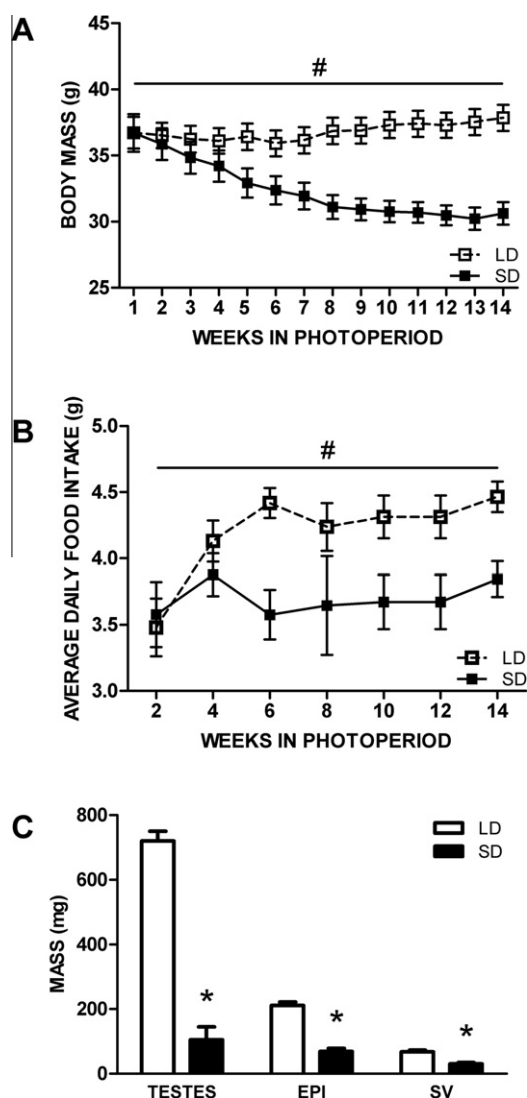 A
BODY MASS (g)
45
40
35
30
25
#
LD
SD
1 2 3 4 5 6 7 8 9 10 11 12 13 14
WEEKS IN PHOTOPERIOD
B
AVERAGE DAILY FOOD INTAKE (g)
5.0
4.5
4.0
3.5
3.0
#
LD
SD
2 4 6 8 10 12 14
WEEKS IN PHOTOPERIOD
C
MASS (mg)
800
600
400
200
0
LD
SD
*
*
*
TESTES EPI SV